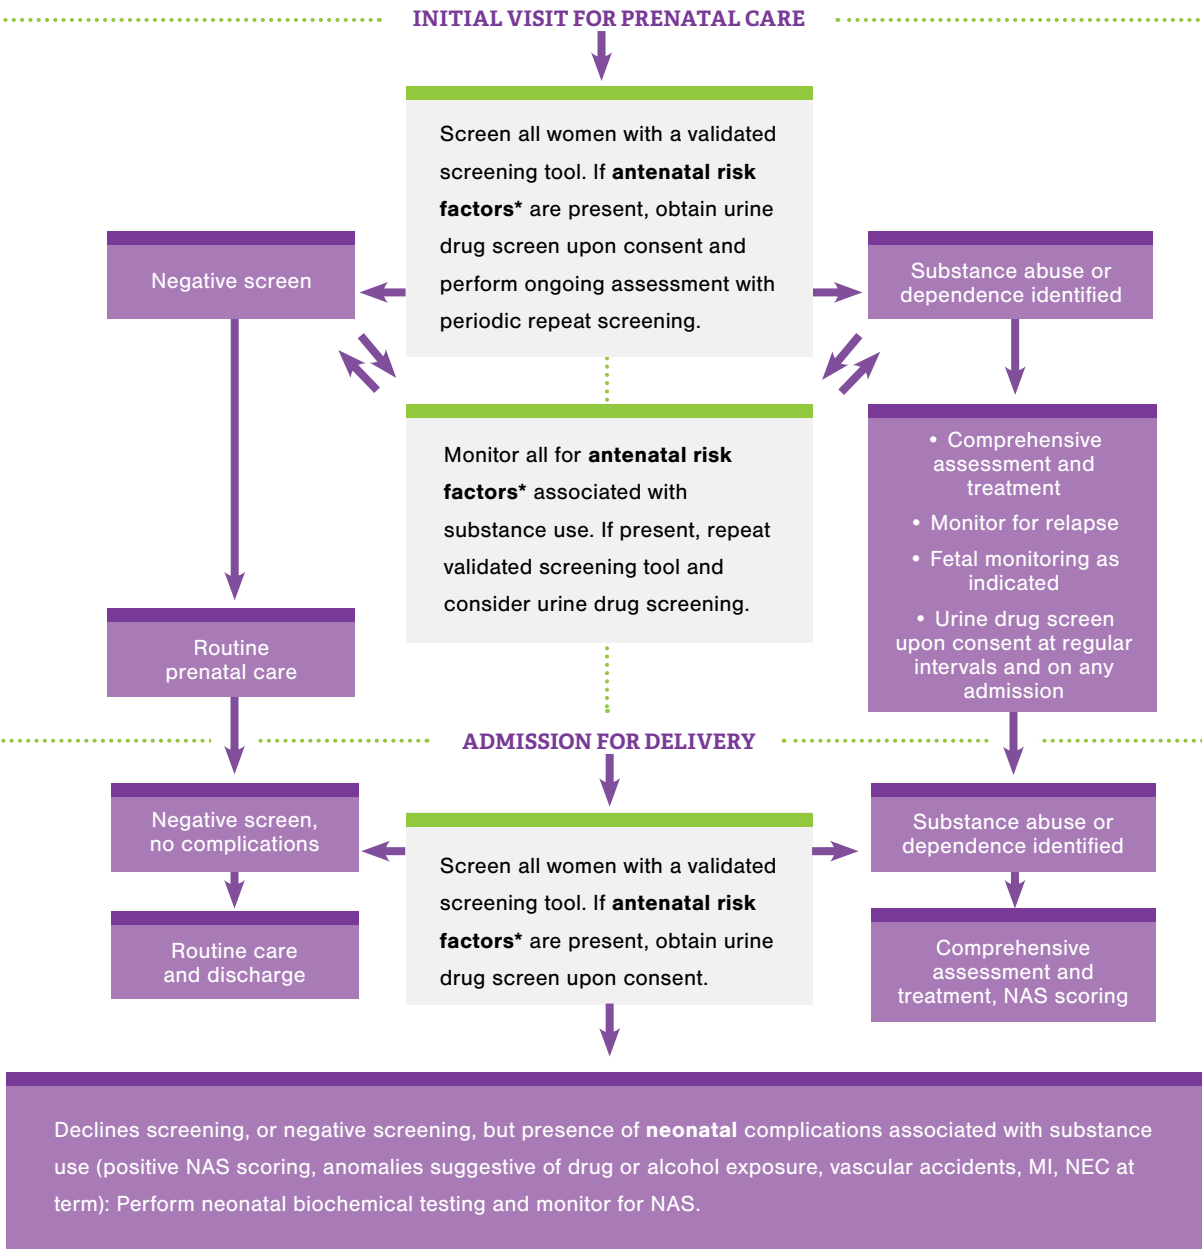 INITIAL VISIT FOR PRENATAL CARE
Screen all women with a validated
screening tool. If antenatal risk
factors* are present, obtain urine
drug screen upon consent and
perform ongoing assessment with
periodic repeat screening.
Negative screen
Substance abuse or
dependence identified
Monitor all for antenatal risk
factors* associated with
substance use. If present, repeat
validated screening tool and
consider urine drug screening.
• Comprehensive
assessment and
treatment
• Monitor for relapse
• Fetal monitoring as
indicated
• Urine drug screen
upon consent at regular
intervals and on any
admission
Routine
prenatal care
ADMISSION FOR DELIVERY
Negative screen,
no complications
Screen all women with a validated
screening tool. If antenatal risk
factors* are present, obtain urine
drug screen upon consent.
Substance abuse or
dependence identified
Routine care
and discharge
Comprehensive
assessment and
treatment, NAS scoring
Declines screening, or negative screening, but presence of neonatal complications associated with substance
use (positive NAS scoring, anomalies suggestive of drug or alcohol exposure, vascular accidents, MI, NEC at
term): Perform neonatal biochemical testing and monitor for NAS.